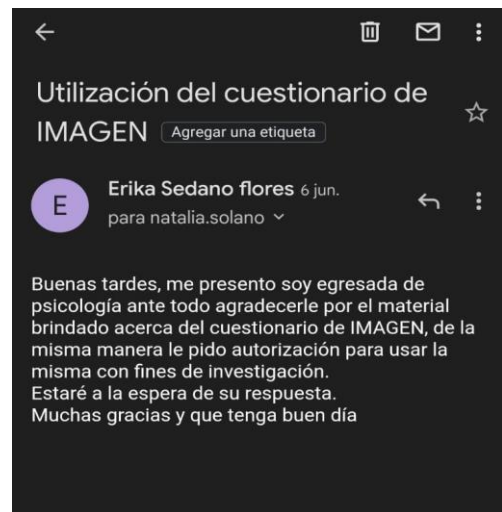 Utilización del cuestionario de
IMAGEN Agregar una etiqueta
E
Erika Sedano flores 6 jun.
para natalia.solano
Buenas tardes, me presento soy egresada de
psicología ante todo agradecerle por el material
brindado acerca del cuestionario de IMAGEN, de la
misma manera le pido autorización para usar la
misma con fines de investigación.
Estaré a la espera de su respuesta.
Muchas gracias y que tenga buen día